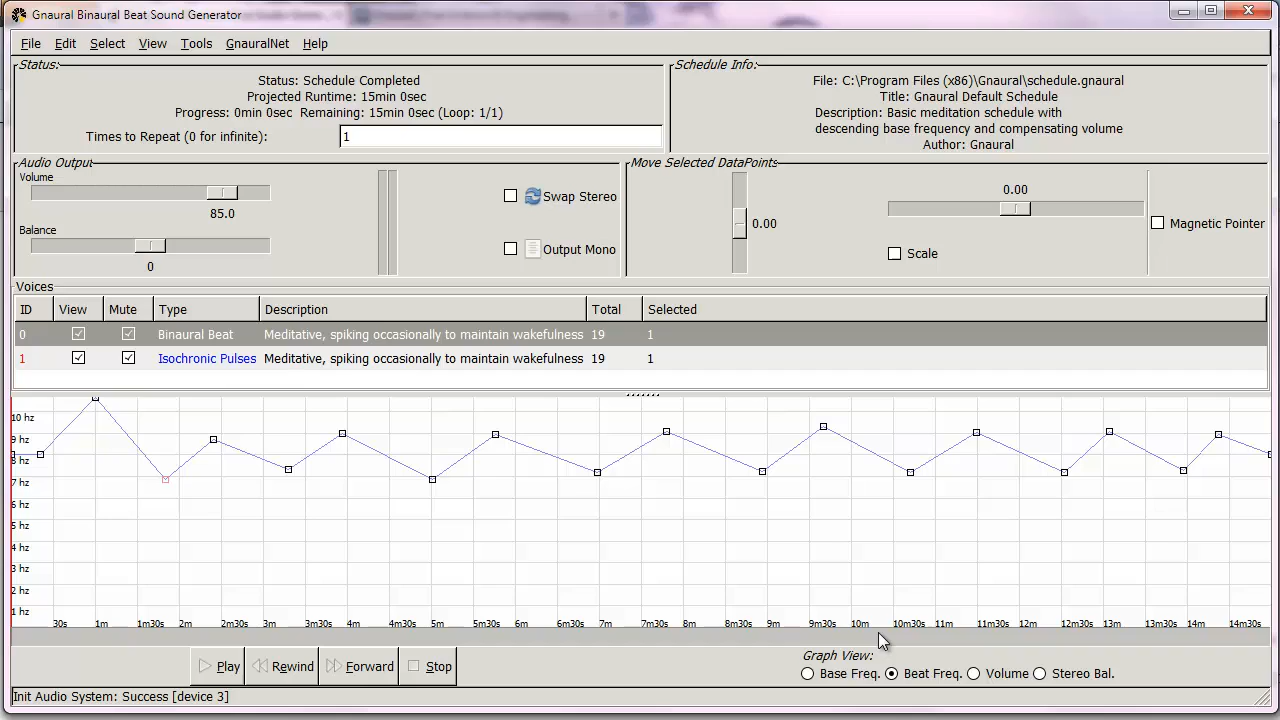 Gnaural Binaural Beat Sound Generator
File Edit Select View Tools GnauralNet Help
Status:
Status: Schedule Completed
Projected Runtime: 15min 0sec
Progress: 0min 0sec Remaining: 15min 0sec (Loop: 1/1)
Times to Repeat (0 for infinite): 1
Schedule Info:
File: C:\Program Files (x86)\Gnaural\schedule.gnaural
Title: Gnaural Default Schedule
Description: Basic meditation schedule with
descending base frequency and compensating volume
Author: Gnaural
Audio Output
Volume
85.0
Balance
0
Swap Stereo
Output Mono
Move Selected DataPoints
0.00
0.00
Scale
Magnetic Pointer
Voices
ID View Mute Type Description Total Selected
0 Binaural Beat Meditative, spiking occasionally to maintain wakefulness 19 1
1 Isochronic Pulses Meditative, spiking occasionally to maintain wakefulness 19 1
10 hz
9 hz
8 hz
7 hz
6 hz
5 hz
4 hz
3 hz
2 hz
1 hz
30s 1m 1m30s 2m 2m30s 3m 3m30s 4m 4m30s 5m 5m30s 6m 6m30s 7m 7m30s 8m 8m30s 9m 9m30s 10m 10m30s 11m 11m30s 12m 12m30s 13m 13m30s 14m 14m30s
Play Rewind Forward Stop
Graph View:
Base Freq. Beat Freq. Volume Stereo Bal.
Init Audio System: Success [device 3]